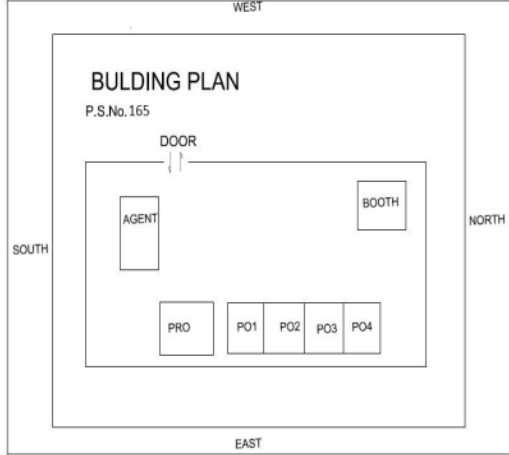 WEST
BULDING PLAN
P.S.No. 165
DOOR
AGENT
BOOTH
SOUTH
NORTH
PRO
PO1
PO2
PO3
PO4
EAST